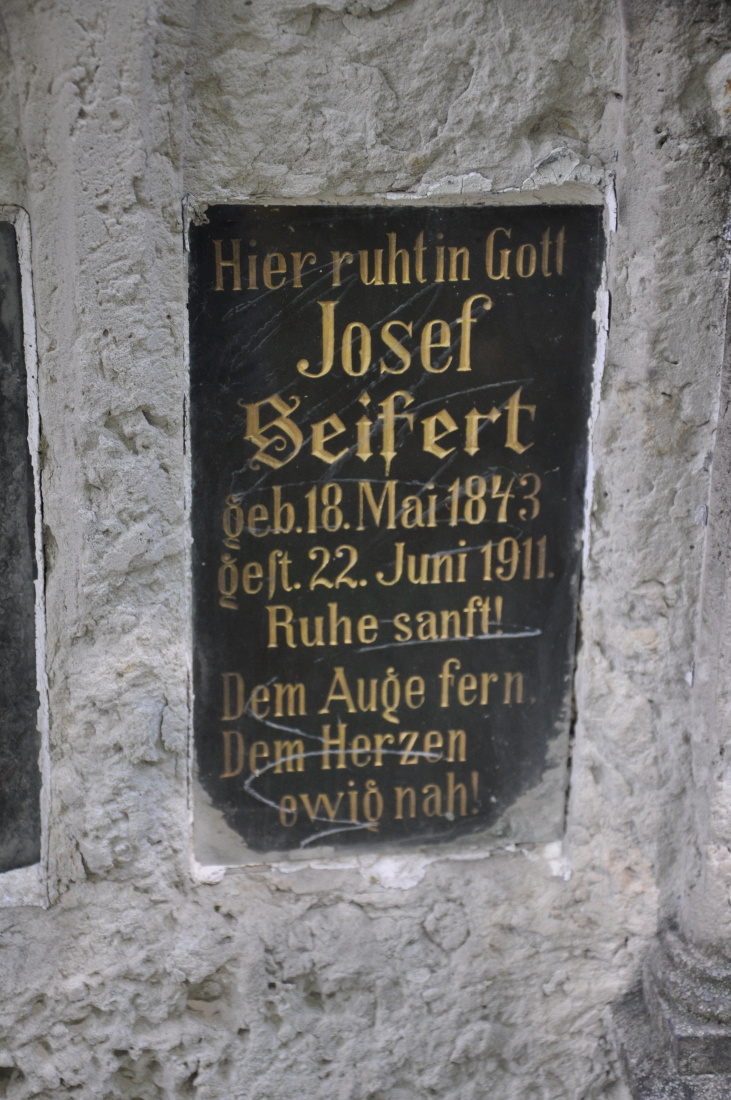 Hier ruht in Gott
Josef
Seifert
geb. 18. Mai 1843
geſt. 22. Juni 1911.
Ruhe sanft!
Dem Auge fern,
Dem Herzen
ewig nah!